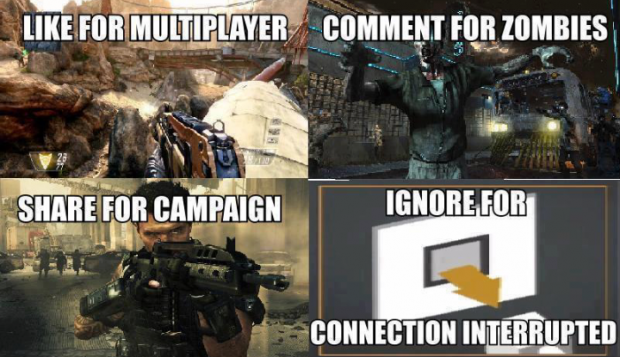 LIKE FOR MULTIPLAYER
COMMENT FOR ZOMBIES
SHARE FOR CAMPAIGN
IGNORE FOR
CONNECTION INTERRUPTED